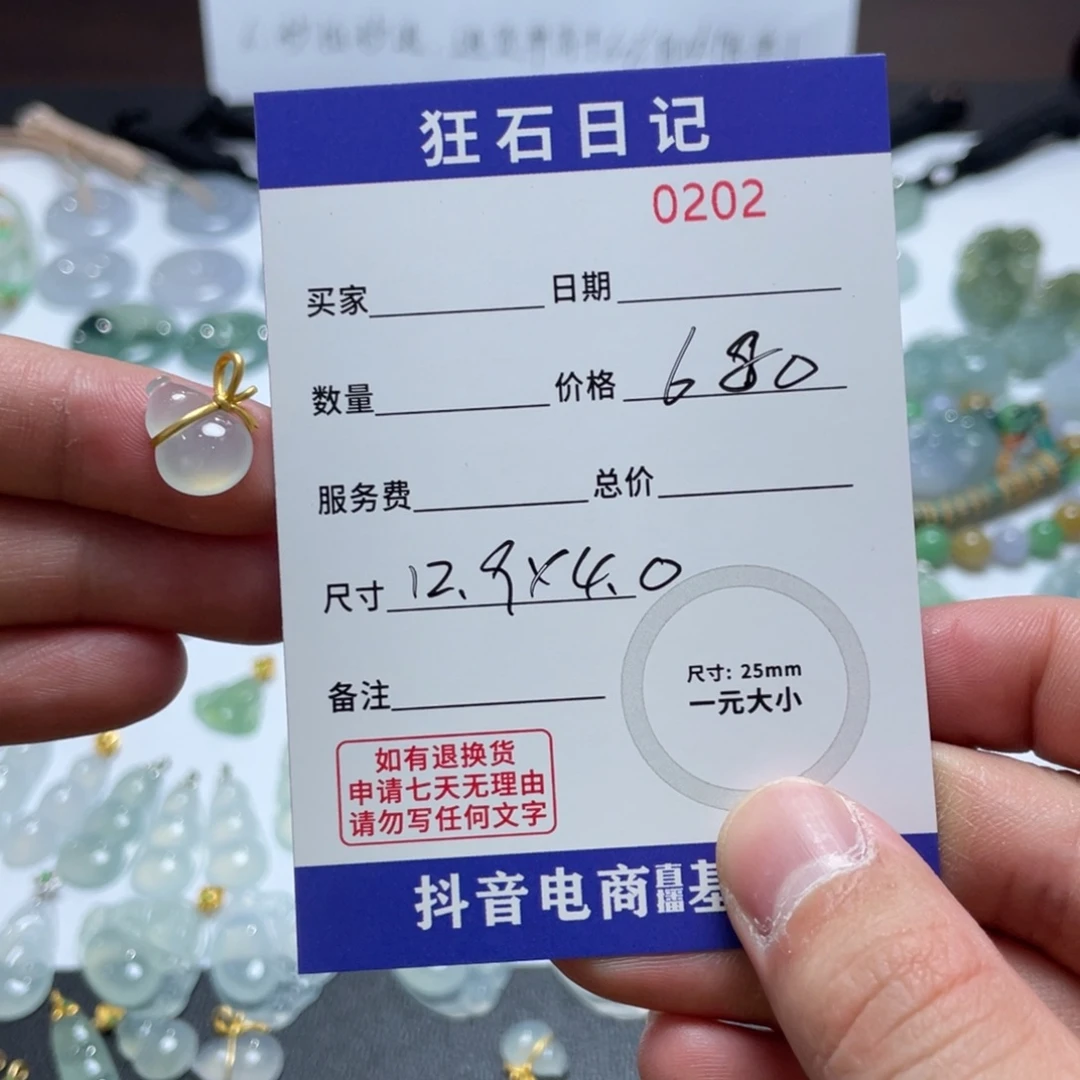 狂石日记
0202
买家 日期
数量 价格 680
服务费 总价
尺寸 12.9×4.0
尺寸: 25mm
一元大小
备注
如有退换货
申请七天无理由
请勿写任何文字
抖音电商直播基